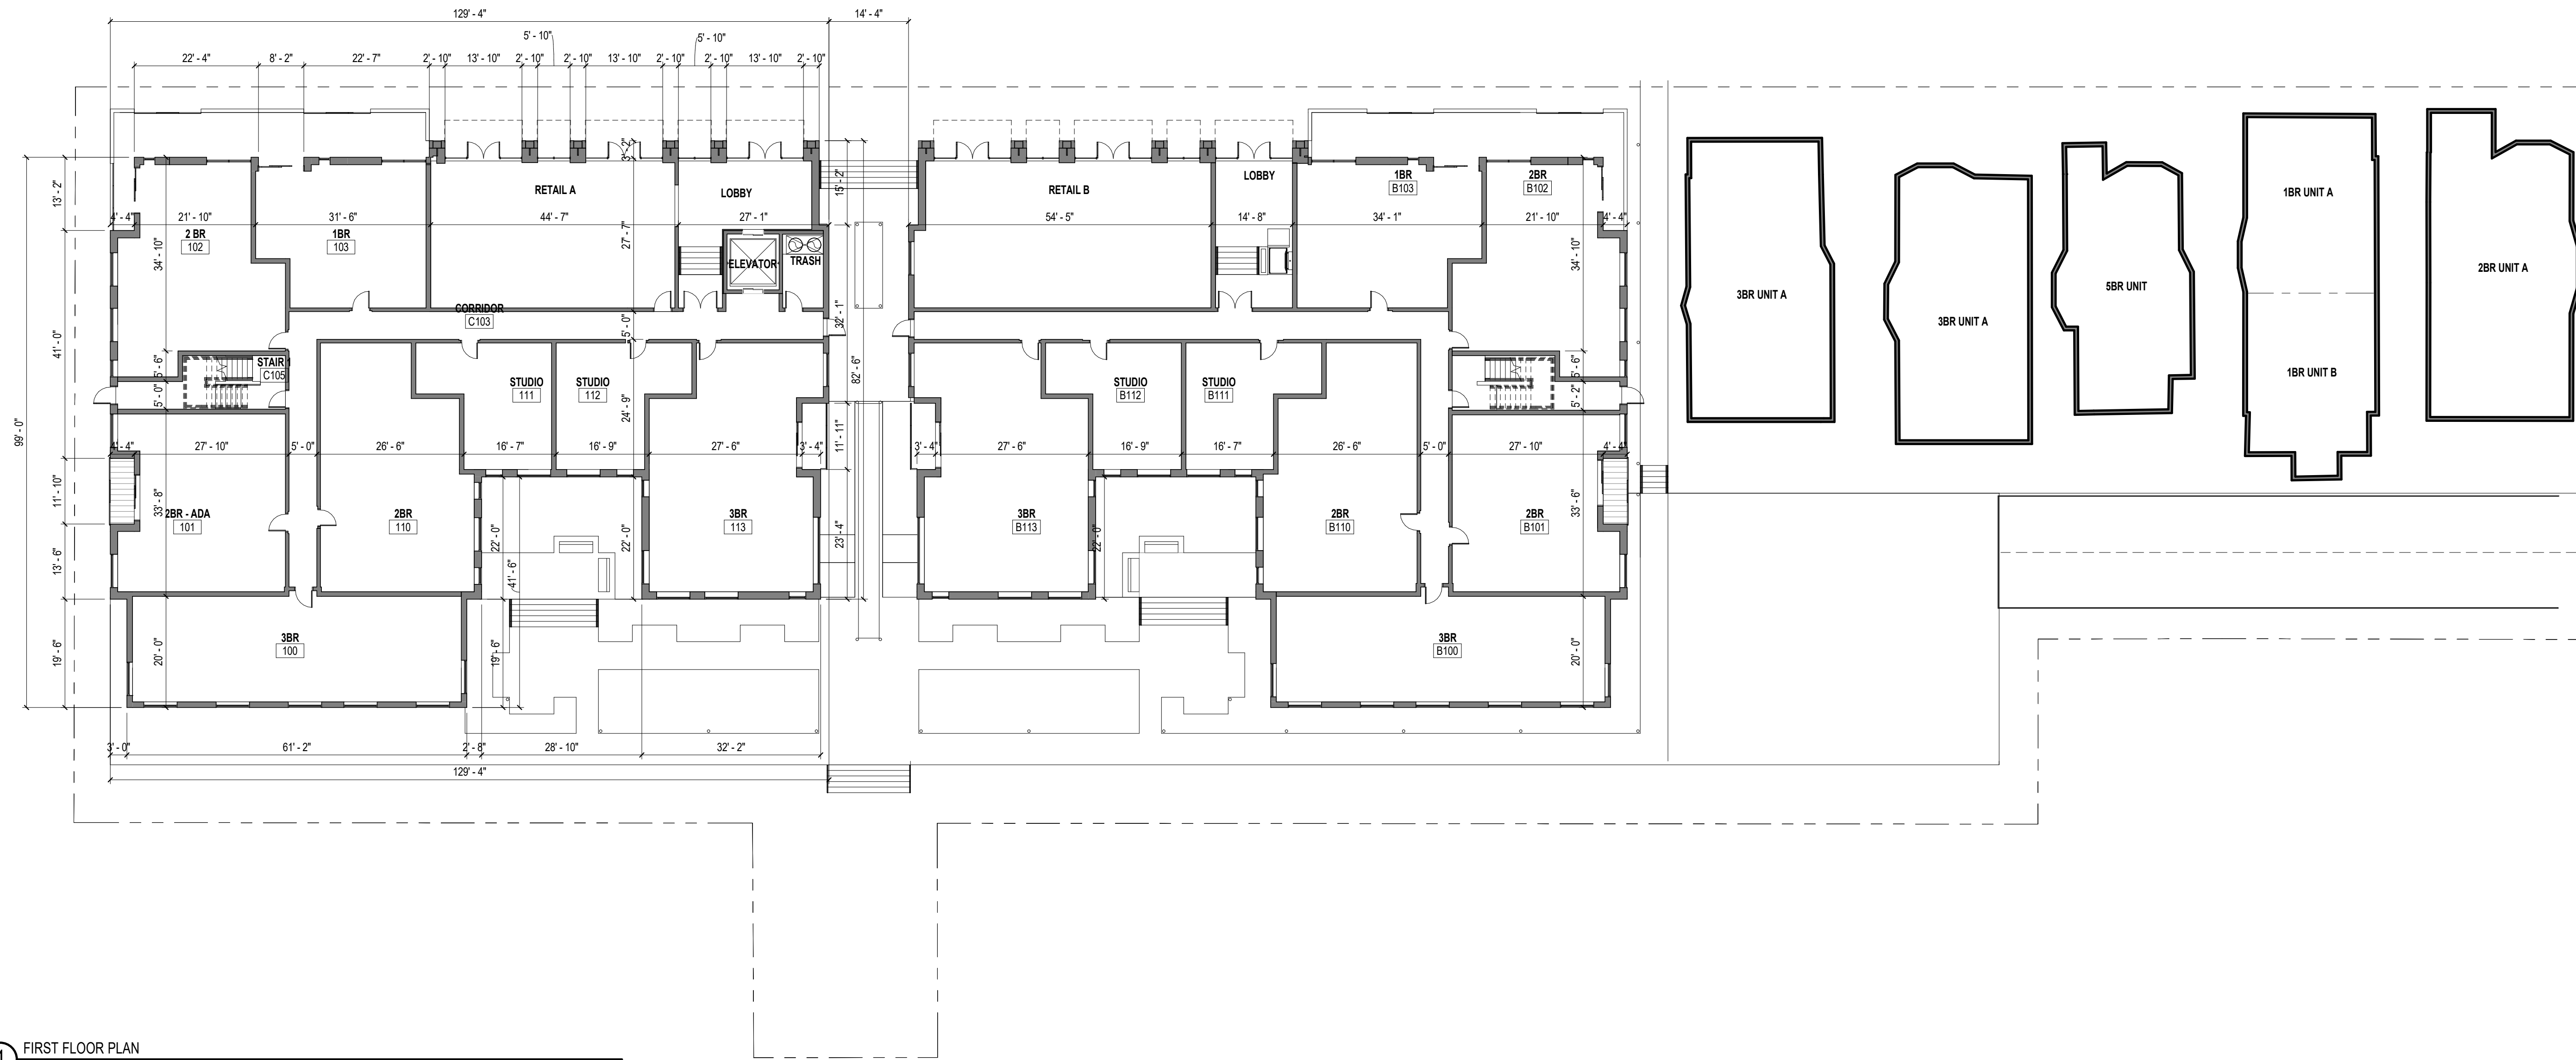 129' - 4"
14' - 4"
5' - 10"
5' - 10"
22' - 4"
8' - 2"
22' - 7"
2' - 10"
13' - 10"
2' - 10"
2' - 10"
13' - 10"
2' - 10"
2' - 10"
13' - 10"
2' - 10"
3' - 2"
15' - 2"
13' - 2"
RETAIL A
LOBBY
RETAIL B
LOBBY
1BR
B103
2BR
B102
1BR UNIT A
4' - 4"
21' - 10"
31' - 6"
44' - 7"
27' - 1"
54' - 5"
14' - 8"
34' - 1"
21' - 10"
4' - 4"
2 BR
102
1BR
103
34' - 10"
27' - 7"
ELEVATOR
TRASH
34' - 10"
3BR UNIT A
3BR UNIT A
5BR UNIT
2BR UNIT A
CORRIDOR
C103
5' - 0"
32' - 1"
41' - 0"
82' - 6"
STAIR 1
C105
5' - 6"
5' - 0"
STUDIO
111
STUDIO
112
STUDIO
B112
STUDIO
B111
5' - 6"
5' - 2"
1BR UNIT B
24' - 9"
99' - 0"
11' - 11"
4' - 4"
27' - 10"
5' - 0"
26' - 6"
16' - 7"
16' - 9"
27' - 6"
3' - 4"
3' - 4"
27' - 6"
16' - 9"
16' - 7"
26' - 6"
5' - 0"
27' - 10"
4' - 4"
11' - 10"
33' - 8"
33' - 6"
2BR - ADA
101
2BR
110
3BR
113
3BR
B113
2BR
B110
2BR
B101
22' - 0"
41' - 6"
22' - 0"
23' - 4"
22' - 0"
13' - 6"
3BR
100
3BR
B100
19' - 6"
20' - 0"
19' - 6"
20' - 0"
3' - 0"
61' - 2"
2' - 8"
28' - 10"
32' - 2"
129' - 4"
1
FIRST FLOOR PLAN